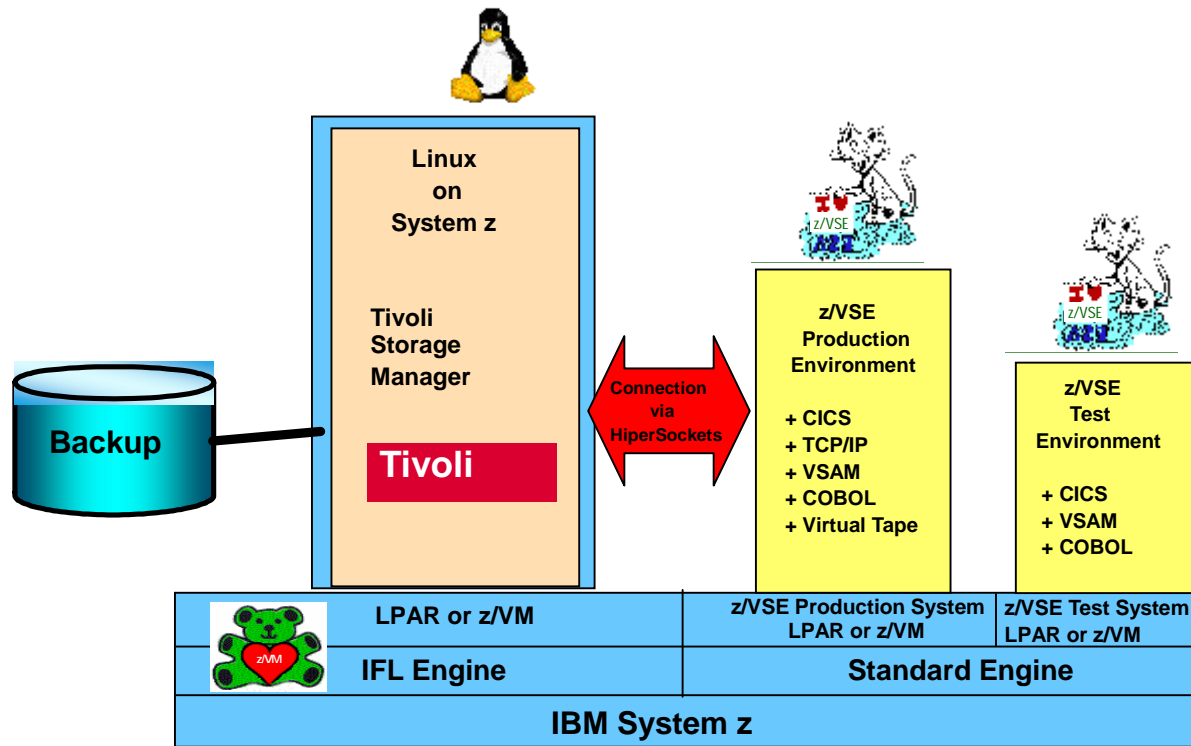 Linux
on
System z
Tivoli
Storage
Manager
Tivoli
Backup
Connection
via
HiperSockets
I
z/VSE
z/VSE
Production
Environment
+ CICS
+ TCP/IP
+ VSAM
+ COBOL
+ Virtual Tape
I
z/VSE
z/VSE
Test
Environment
+ CICS
+ VSAM
+ COBOL
LPAR or z/VM
z/VSE Production System
LPAR or z/VM
z/VSE Test System
LPAR or z/VM
z/VM
IFL Engine
Standard Engine
IBM System z